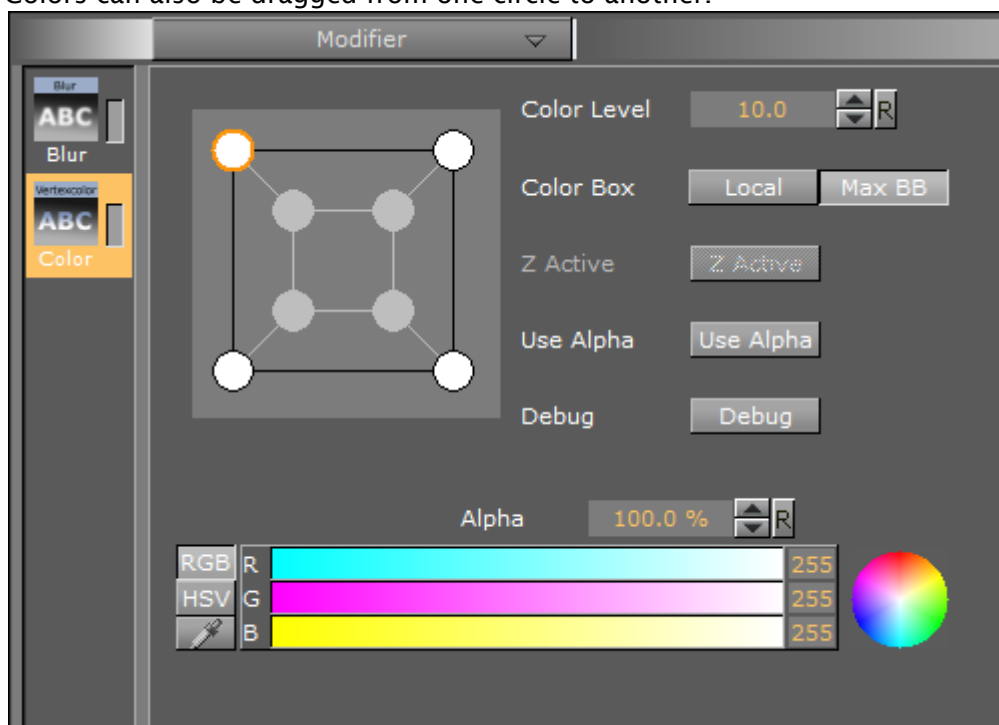 Colors can also be dragged from one circle to another.
Modifier
Blur
ABC
Blur
Vertexcolor
ABC
Color
Color Level 10.0 R
Color Box Local Max BB
Z Active Z Active
Use Alpha Use Alpha
Debug Debug
Alpha 100.0 % R
RGB R 255
HSV G 255
B 255